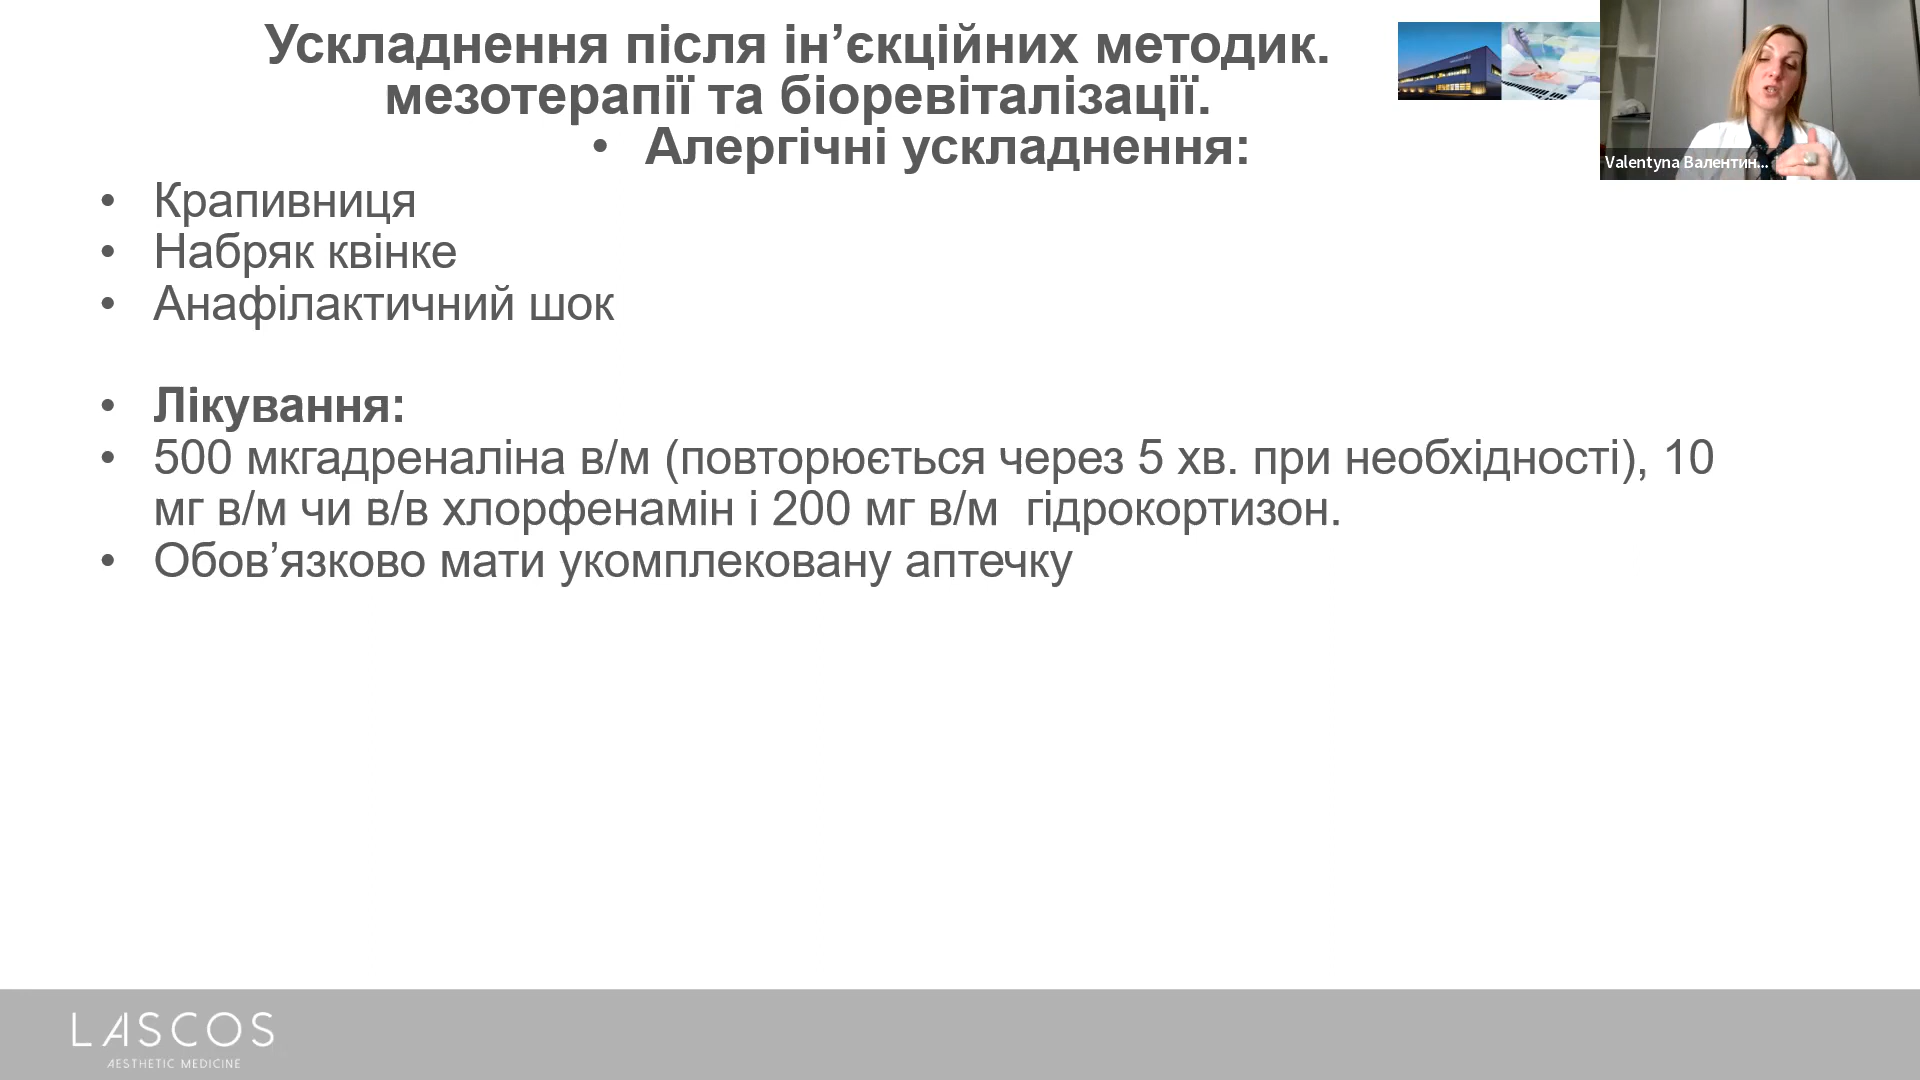 Ускладнення після ін’єкційних методик.
мезотерапії та біоревіталізації.
• Алергічні ускладнення:
• Крапивниця
• Набряк квінке
• Анафілактичний шок
• Лікування:
• 500 мкгадреналіна в/м (повторюється через 5 хв. при необхідності), 10
мг в/м чи в/в хлорфенамін і 200 мг в/м гідрокортизон.
• Обов’язково мати укомплековану аптечку
Valentyna Валентин...
LASCOS
AESTHETIC MEDICINE